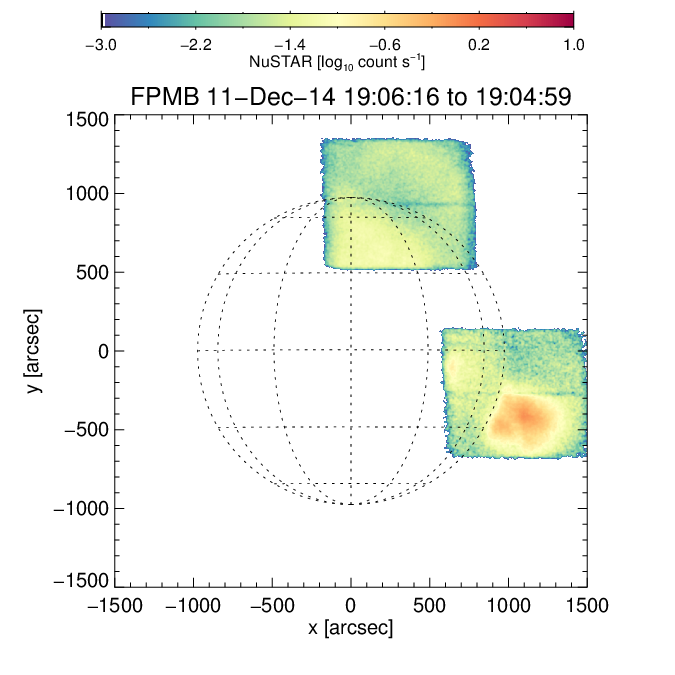 −3.0 −2.2 −1.4 −0.6 0.2 1.0
NuSTAR [log₁₀ count s⁻¹]
FPMB 11−Dec−14 19:06:16 to 19:04:59
1500
1000
500
0
−500
−1000
−1500
y [arcsec]
−1500 −1000 −500 0 500 1000 1500
x [arcsec]